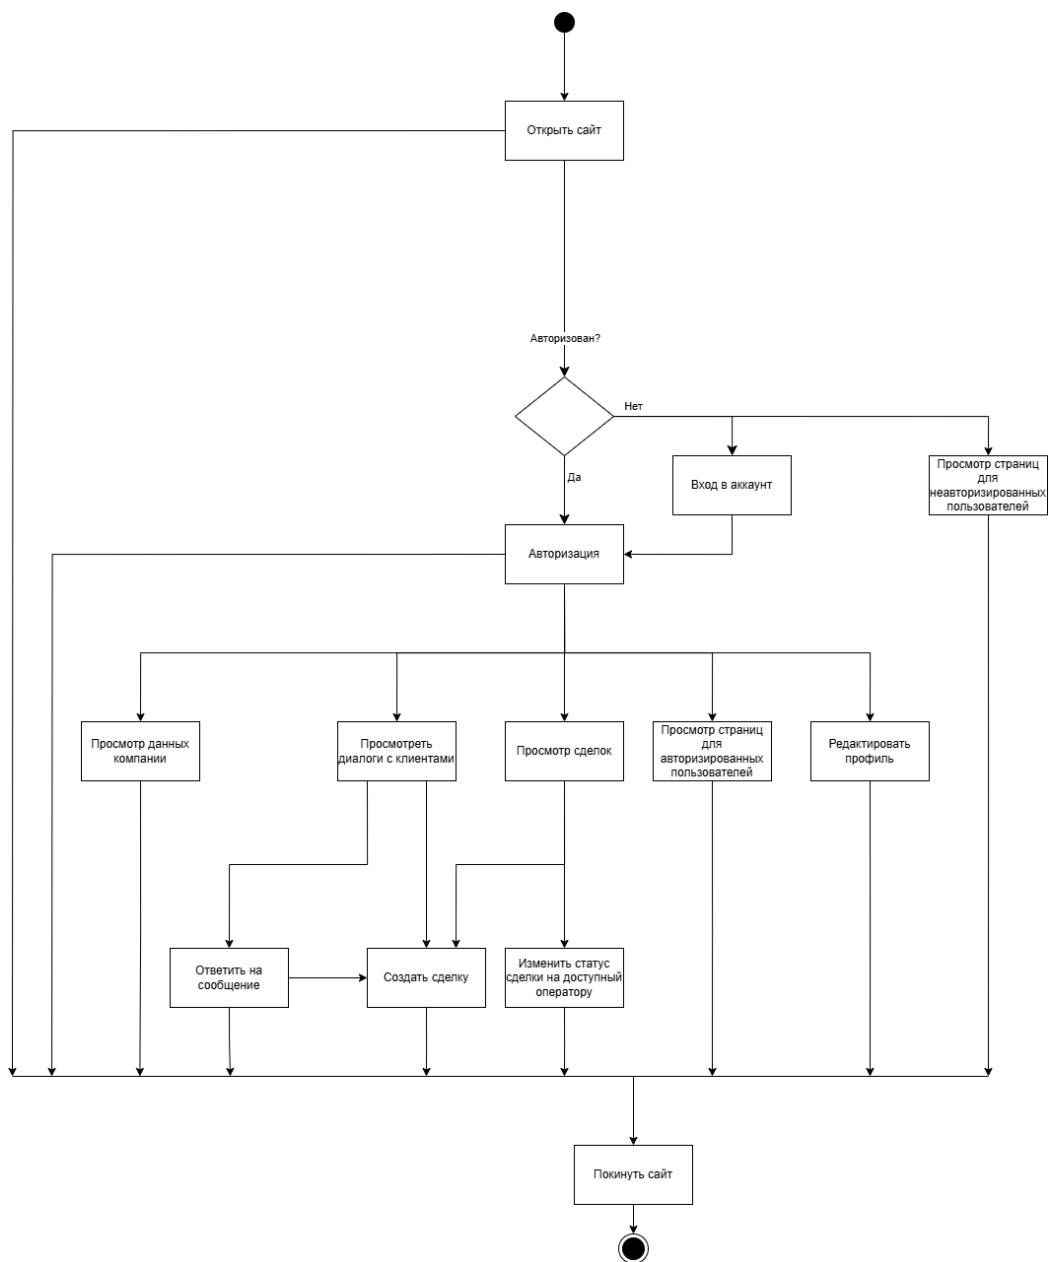 Открыть сайт
Авторизован?
Нет
Да
Вход в аккаунт
Просмотр страниц
для
неавторизированных
пользователей
Авторизация
Просмотр данных
компании
Просмотреть
диалоги с клиентами
Просмотр сделок
Просмотр страниц
для
авторизированных
пользователей
Редактировать
профиль
Ответить на
сообщение
Создать сделку
Изменить статус
сделки на доступный
оператору
Покинуть сайт